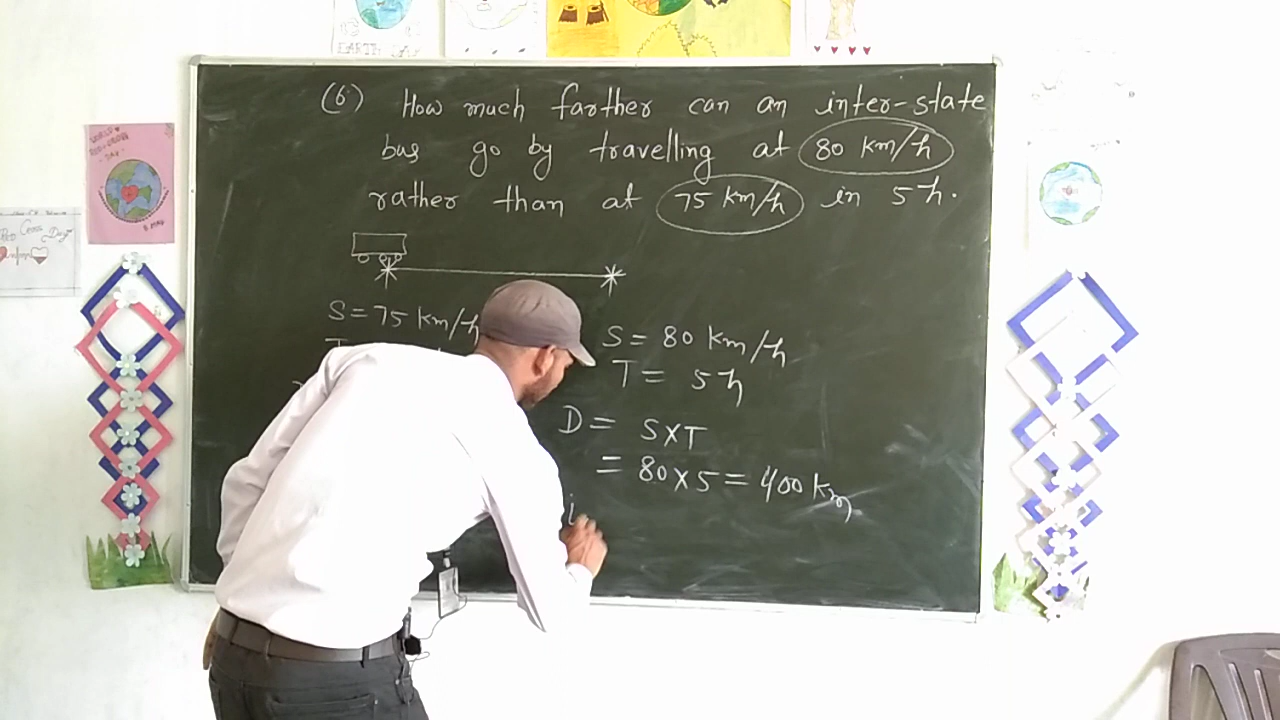 (6) How much farther can an inter-state
bus go by travelling at 80 km/h
rather than at 75 km/h in 5 h.
S = 75 km/h
S = 80 km/h
T = 5 h
D = S×T
= 80×5 = 400 km
EARTH